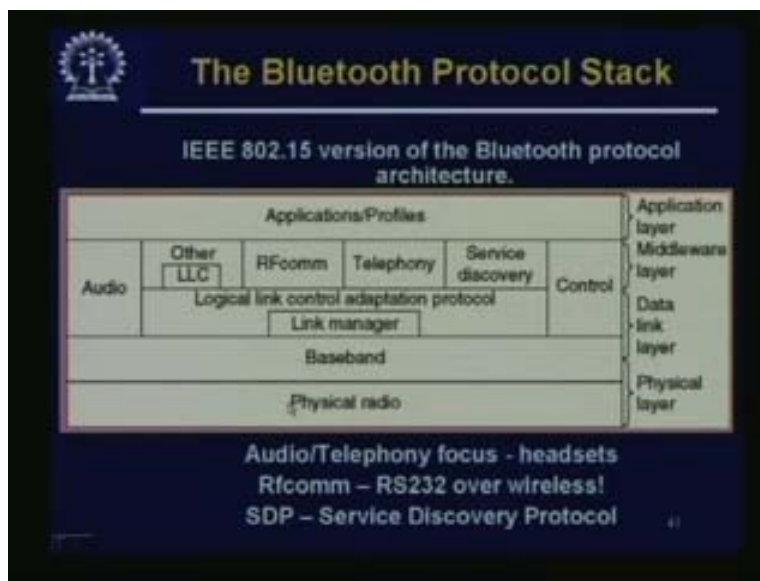 The Bluetooth Protocol Stack
IEEE 802.15 version of the Bluetooth protocol
architecture.
Applications/Profiles
Application
layer
Audio
Other
LLC
RFcomm
Telephony
Service
discovery
Control
Middleware
layer
Logical link control adaptation protocol
Link manager
Data
link
layer
Baseband
Physical radio
Physical
layer
Audio/Telephony focus - headsets
Rfcomm – RS232 over wireless!
SDP – Service Discovery Protocol